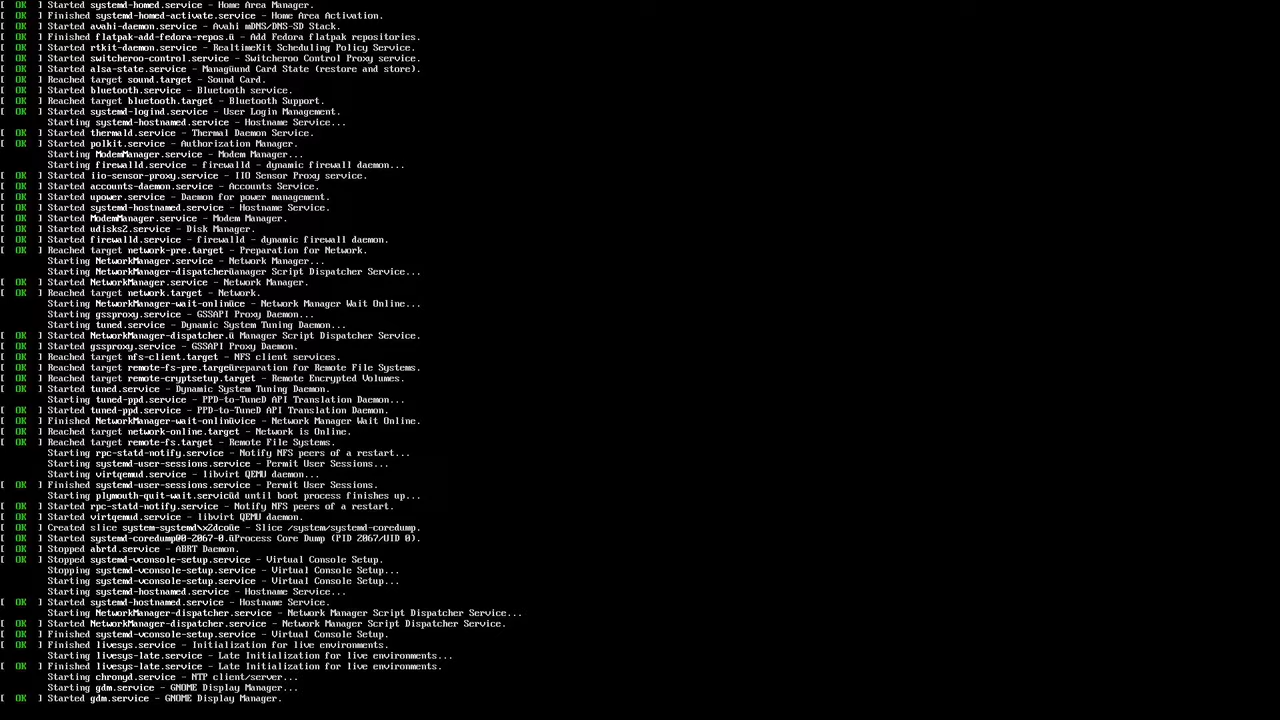 [  OK  ] Started systemd-homed.service - Home Area Manager.
[  OK  ] Finished systemd-homed-activate.service - Home Area Activation.
[  OK  ] Started avahi-daemon.service - Avahi mDNS/DNS-SD Stack.
[  OK  ] Finished flatpak-add-fedora-repos.ü - Add Fedora flatpak repositories.
[  OK  ] Started rtkit-daemon.service - RealtimeKit Scheduling Policy Service.
[  OK  ] Started switcheroo-control.service - Switcheroo Control Proxy service.
[  OK  ] Started alsa-state.service - Managüund Card State (restore and store).
[  OK  ] Reached target sound.target - Sound Card.
[  OK  ] Started bluetooth.service - Bluetooth service.
[  OK  ] Reached target bluetooth.target - Bluetooth Support.
[  OK  ] Started systemd-logind.service - User Login Management.
Starting systemd-hostnamed.service - Hostname Service...
[  OK  ] Started thermald.service - Thermal Daemon Service.
[  OK  ] Started polkit.service - Authorization Manager.
Starting ModemManager.service - Modem Manager...
Starting firewalld.service - firewalld - dynamic firewall daemon...
[  OK  ] Started iio-sensor-proxy.service - IIO Sensor Proxy service.
[  OK  ] Started accounts-daemon.service - Accounts Service.
[  OK  ] Started upower.service - Daemon for power management.
[  OK  ] Started systemd-hostnamed.service - Hostname Service.
[  OK  ] Started ModemManager.service - Modem Manager.
[  OK  ] Started udisks2.service - Disk Manager.
[  OK  ] Started firewalld.service - firewalld - dynamic firewall daemon.
[  OK  ] Reached target network-pre.target - Preparation for Network.
Starting NetworkManager.service - Network Manager...
Starting NetworkManager-dispatcherüanager Script Dispatcher Service...
[  OK  ] Started NetworkManager.service - Network Manager.
[  OK  ] Reached target network.target - Network.
Starting NetworkManager-wait-onlinüce - Network Manager Wait Online...
Starting gssproxy.service - GSSAPI Proxy Daemon...
Starting tuned.service - Dynamic System Tuning Daemon...
[  OK  ] Started NetworkManager-dispatcher.ü Manager Script Dispatcher Service.
[  OK  ] Started gssproxy.service - GSSAPI Proxy Daemon.
[  OK  ] Reached target nfs-client.target - NFS client services.
[  OK  ] Reached target remote-fs-pre.targeüreparation for Remote File Systems.
[  OK  ] Reached target remote-cryptsetup.target - Remote Encrypted Volumes.
[  OK  ] Started tuned.service - Dynamic System Tuning Daemon.
Starting tuned-ppd.service - PPD-to-TuneD API Translation Daemon...
[  OK  ] Started tuned-ppd.service - PPD-to-TuneD API Translation Daemon.
[  OK  ] Finished NetworkManager-wait-onlinüvice - Network Manager Wait Online.
[  OK  ] Reached target network-online.target - Network is Online.
[  OK  ] Reached target remote-fs.target - Remote File Systems.
Starting rpc-statd-notify.service - Notify NFS peers of a restart...
Starting systemd-user-sessions.service - Permit User Sessions...
Starting virtqemud.service - libvirt QEMU daemon...
[  OK  ] Finished systemd-user-sessions.service - Permit User Sessions.
Starting plymouth-quit-wait.servicüd until boot process finishes up...
[  OK  ] Started rpc-statd-notify.service - Notify NFS peers of a restart.
[  OK  ] Started virtqemud.service - libvirt QEMU daemon.
[  OK  ] Created slice system-systemd\x2dcoüe - Slice /system/systemd-coredump.
[  OK  ] Started systemd-coredump@0-2067-0.üProcess Core Dump (PID 2067/UID 0).
[  OK  ] Stopped abrtd.service - ABRT Daemon.
[  OK  ] Stopped systemd-vconsole-setup.service - Virtual Console Setup.
Stopping systemd-vconsole-setup.service - Virtual Console Setup...
Starting systemd-vconsole-setup.service - Virtual Console Setup...
Starting systemd-hostnamed.service - Hostname Service...
[  OK  ] Started systemd-hostnamed.service - Hostname Service.
Starting NetworkManager-dispatcher.service - Network Manager Script Dispatcher Service...
[  OK  ] Started NetworkManager-dispatcher.service - Network Manager Script Dispatcher Service.
[  OK  ] Finished systemd-vconsole-setup.service - Virtual Console Setup.
[  OK  ] Finished livesys.service - Initialization for live environments.
Starting livesys-late.service - Late Initialization for live environments...
[  OK  ] Finished livesys-late.service - Late Initialization for live environments.
Starting chronyd.service - NTP client/server...
Starting gdm.service - GNOME Display Manager...
[  OK  ] Started gdm.service - GNOME Display Manager.